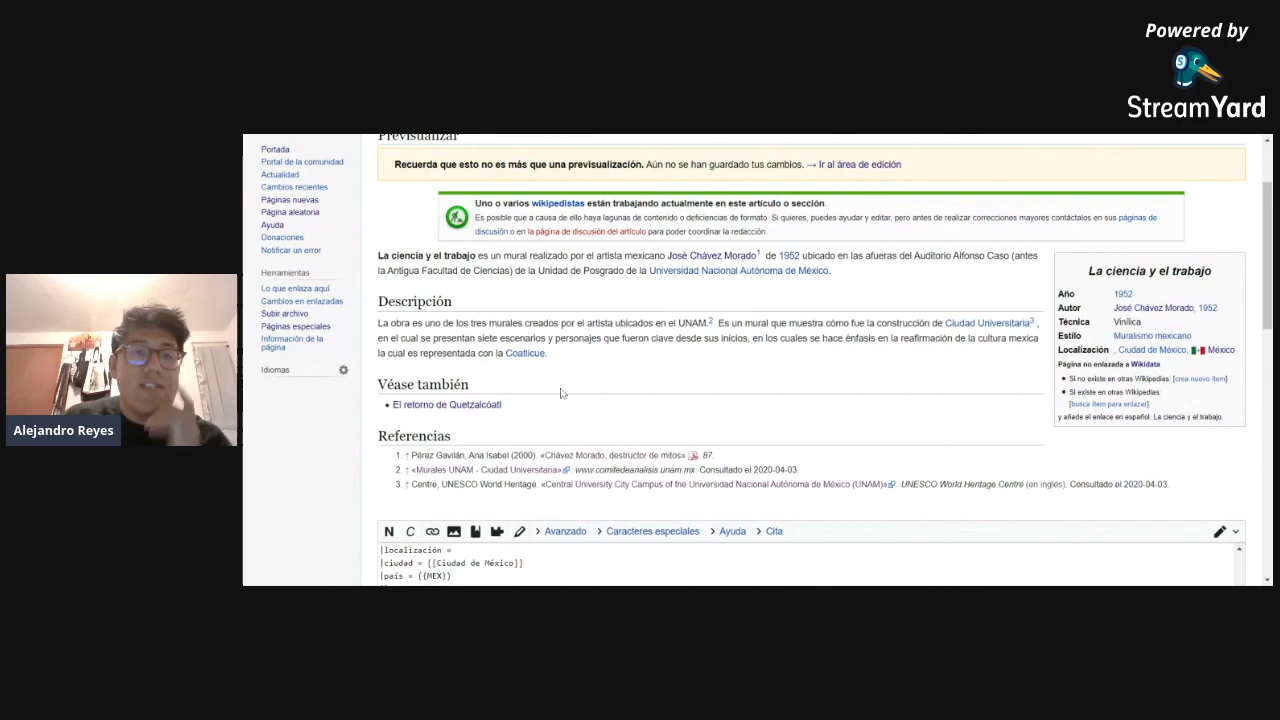 Powered by
StreamYard
Previsualizar
Portada
Portal de la comunidad
Actualidad
Cambios recientes
Páginas nuevas
Página aleatoria
Ayuda
Donaciones
Notificar un error
Herramientas
Lo que enlaza aquí
Cambios en enlazadas
Subir archivo
Páginas especiales
Información de la
página
Idiomas
Recuerda que esto no es más que una previsualización. Aún no se han guardado tus cambios. → Ir al área de edición
Uno o varios wikipedistas están trabajando actualmente en este artículo o sección.
Es posible que a causa de ello haya lagunas de contenido o deficiencias de formato. Si quieres, puedes ayudar y editar, pero antes de realizar correcciones mayores contáctalos en sus páginas de
discusión o en la página de discusión del artículo para poder coordinar la redacción.
La ciencia y el trabajo es un mural realizado por el artista mexicano José Chávez Morado1 de 1952 ubicado en las afueras del Auditorio Alfonso Caso (antes
la Antigua Facultad de Ciencias) de la Unidad de Posgrado de la Universidad Nacional Autónoma de México.
Descripción
La obra es uno de los tres murales creados por el artista ubicados en el UNAM.2 Es un mural que muestra cómo fue la construcción de Ciudad Universitaria3 ,
en el cual se presentan siete escenarios y personajes que fueron clave desde sus inicios, en los cuales se hace énfasis en la reafirmación de la cultura mexica
la cual es representada con la Coatlicue.
Véase también
• El retorno de Quetzalcóatl
Referencias
1. ↑ Pérez Gavilán, Ana Isabel (2000). «Chávez Morado, destructor de mitos» 87.
2. ↑ «Murales UNAM - Ciudad Universitaria». www.comitedeanalisis.unam.mx. Consultado el 2020-04-03.
3. ↑ Centre, UNESCO World Heritage. «Central University City Campus of the Universidad Nacional Autónoma de México (UNAM)». UNESCO World Heritage Centre (en inglés). Consultado el 2020-04-03.
La ciencia y el trabajo
Año 1952
Autor José Chávez Morado, 1952
Técnica Vinílica
Estilo Muralismo mexicano
Localización , Ciudad de México, México
Página no enlazada a Wikidata
• Si no existe en otras Wikipedias: [crea nuevo ítem]
• Si existe en otras Wikipedias:
[busca ítem para enlazar]
y añade el enlace en español: La ciencia y el trabajo.
N C > Avanzado > Caracteres especiales > Ayuda > Cita
|localización =
|ciudad = [[Ciudad de México]]
|país = {{MEX}}
Alejandro Reyes